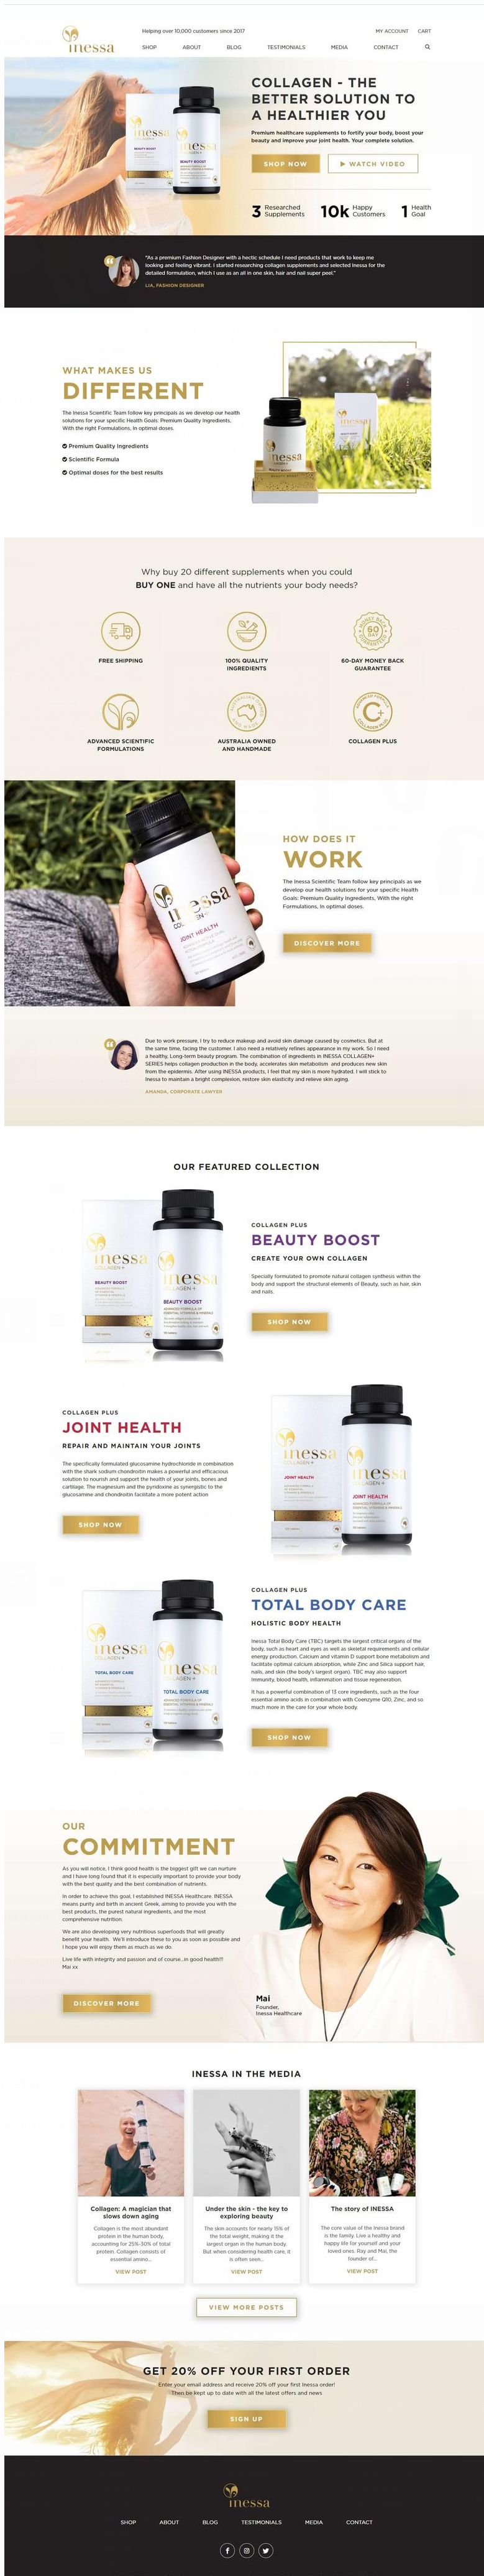 inessa
Helping over 10,000 customers since 2017
MY ACCOUNT CART
SHOP ABOUT BLOG TESTIMONIALS MEDIA CONTACT
COLLAGEN - THE
BETTER SOLUTION TO
A HEALTHIER YOU
Premium healthcare supplements to fortify your body, boost your
beauty and improve your joint health. Your complete solution.
SHOP NOW
WATCH VIDEO
3 Researched
Supplements
10k Happy
Customers
1 Health
Goal
"As a premium Fashion Designer with a hectic schedule I need products that work to keep me
looking and feeling vibrant. I started researching collagen supplements and selected Inessa for the
detailed formulation, which I use as an all in one skin, hair and nail super peel."
LIA, FASHION DESIGNER
WHAT MAKES US
DIFFERENT
The Inessa Scientific Team follow key principals as we develop our health
solutions for your specific Health Goals: Premium Quality Ingredients,
With the right Formulations, In optimal doses.
Premium Quality Ingredients
Scientific Formula
Optimal doses for the best results
inessa
Why buy 20 different supplements when you could
BUY ONE and have all the nutrients your body needs?
FREE SHIPPING
100% QUALITY
INGREDIENTS
60 DAY
60-DAY MONEY BACK
GUARANTEE
ADVANCED SCIENTIFIC
FORMULATIONS
AUSTRALIA OWNED
AND HANDMADE
C+
COLLAGEN PLUS
inessa
COLLAGEN+
JOINT HEALTH
HOW DOES IT
WORK
The Inessa Scientific Team follow key principals as we
develop our health solutions for your specific Health
Goals: Premium Quality Ingredients, With the right
Formulations, In optimal doses.
DISCOVER MORE
Due to work pressure, I try to reduce makeup and avoid skin damage caused by cosmetics. But at
the same time, facing the customer. I also need a relatively refines appearance in my work. So I need
a healthy, Long-term beauty program. The combination of ingredients in INESSA COLLAGEN+
SERIES helps collagen production in the body, accelerates skin metabolism and produces new skin
from the epidermis. After using INESSA products, I feel that my skin is more hydrated. I will stick to
Inessa to maintain a bright complexion, restore skin elasticity and relieve skin aging.
AMANDA, CORPORATE LAWYER
OUR FEATURED COLLECTION
inessa
COLLAGEN+
BEAUTY BOOST
inessa
COLLAGEN+
BEAUTY BOOST
COLLAGEN PLUS
BEAUTY BOOST
CREATE YOUR OWN COLLAGEN
Specially formulated to promote natural collagen synthesis within the
body and support the structural elements of Beauty, such as hair, skin
and nails.
SHOP NOW
COLLAGEN PLUS
JOINT HEALTH
REPAIR AND MAINTAIN YOUR JOINTS
The specifically formulated glucosamine hydrochloride in combination
with the shark sodium chondroitin makes a powerful and efficacious
solution to nourish and support the health of your joints, bones and
cartilage. The magnesium and the pyridoxine as synergistic to the
glucosamine and chondroitin facilitate a more potent action
SHOP NOW
inessa
COLLAGEN+
JOINT HEALTH
inessa
COLLAGEN+
JOINT HEALTH
inessa
COLLAGEN+
TOTAL BODY CARE
inessa
COLLAGEN+
TOTAL BODY CARE
COLLAGEN PLUS
TOTAL BODY CARE
HOLISTIC BODY HEALTH
Inessa Total Body Care (TBC) targets the largest critical organs of the
body, such as heart and eyes as well as skeletal requirements and cellular
energy production. Calcium and vitamin D support bone metabolism and
facilitate optimal calcium absorption, while Zinc and Silica support hair,
nails, and skin (the body's largest organ). TBC may also support
immunity, blood health, inflammation and tissue regeneration.
It has a powerful combination of 13 core ingredients, such as the four
essential amino acids in combination with Coenzyme Q10, Zinc, and so
much more in the care for your whole body.
SHOP NOW
OUR
COMMITMENT
As you will notice, I think good health is the biggest gift we can nurture
and I have long found that it is especially important to provide your body
with the best quality and the best combination of nutrients.
In order to achieve this goal, I established INESSA Healthcare. INESSA
means purity and birth in ancient Greek, aiming to provide you with the
best products, the purest natural ingredients, and the most
comprehensive nutrition.
We are also developing very nutritious superfoods that will greatly
benefit your health. We'll introduce these to you as soon as possible and
I hope you will enjoy them as much as we do.
Live life with integrity and passion and of course...in good health!!!
Mai xx
DISCOVER MORE
Mai
Founder,
Inessa Healthcare
INESSA IN THE MEDIA
Collagen: A magician that
slows down aging
Collagen is the most abundant
protein in the human body,
accounting for 25%-30% of total
protein. Collagen consists of
essential amino...
VIEW POST
Under the skin - the key to
exploring beauty
The skin accounts for nearly 15% of
the total weight, making it the
largest organ in the human body.
But when considering health care, it
is often seen...
VIEW POST
The story of INESSA
The core value of the Inessa brand
is the family. Live a healthy and
happy life for yourself and your
loved ones. Ray and Mai, the
founder of...
VIEW POST
VIEW MORE POSTS
GET 20% OFF YOUR FIRST ORDER
Enter your email address and receive 20% off your first Inessa order!
Then be kept up to date with all the latest offers and news
SIGN UP
inessa
SHOP ABOUT BLOG TESTIMONIALS MEDIA CONTACT